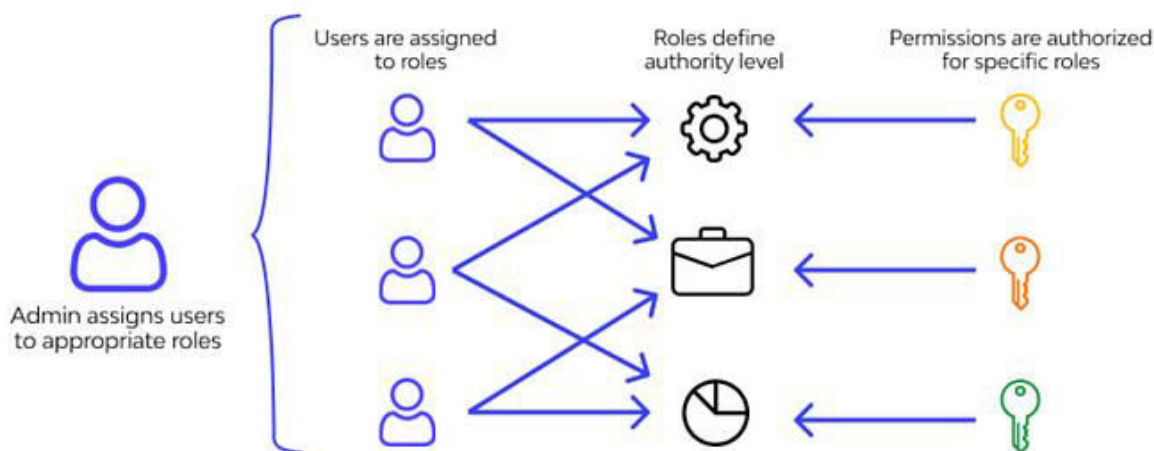 Users are assigned
to roles
Roles define
authority level
Permissions are authorized
for specific roles
Admin assigns users
to appropriate roles